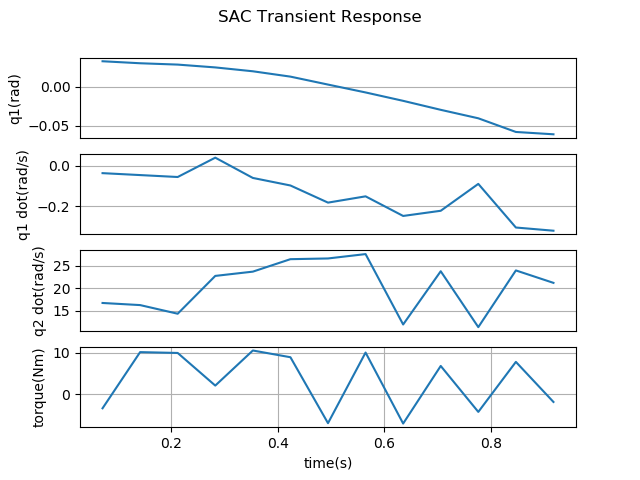 SAC Transient Response
q1(rad)
0.00
−0.05
q1 dot(rad/s)
0.0
−0.2
q2 dot(rad/s)
25
20
15
torque(Nm)
10
0
0.2 0.4 0.6 0.8
time(s)